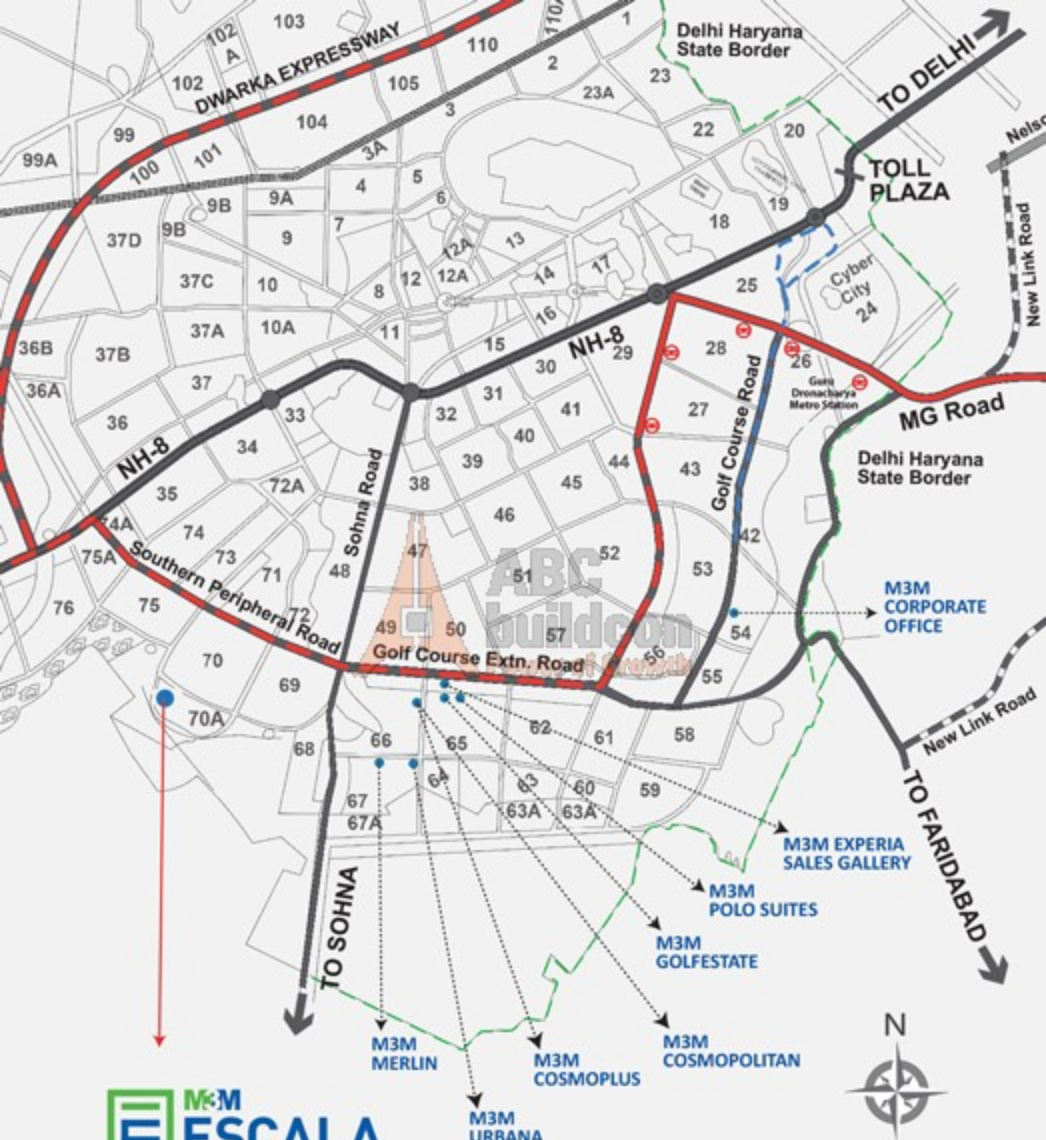 103
110A
1
102
A
Delhi Haryana
State Border
110
DWARKA EXPRESSWAY
2
TO DELHI
102
105
23
23A
3
99
104
22
20
Nelso
99A
101
3A
100
TOLL
PLAZA
4
5
9A
6
9B
19
18
9B
7
37D
9
12A
13
New Link Road
17
Cyber
City
24
37C
10
12
12A
14
25
8
16
37A
10A
11
NH-8
36B
37B
15
29
28
26
30
Guru
Dronacharya
Metro Station
36A
37
31
MG Road
36
33
32
41
27
Golf Course Road
NH-8
34
40
Delhi Haryana
State Border
39
44
43
35
72A
38
45
Sohna Road
46
74A
74
42
75A
73
47
52
Southern Peripheral Road
71
48
51
53
ABC
buildcon
M3M
CORPORATE
OFFICE
76
75
72
49
50
57
54
Golf Course Extn. Road
56
of Growth
70
55
69
70A
62
61
58
New Link Road
68
66
65
64
63
60
59
67
67A
63A
63A
TO FARIDABAD
M3M EXPERIA
SALES GALLERY
TO SOHNA
M3M
POLO SUITES
M3M
GOLFESTATE
N
M3M
MERLIN
M3M
COSMOPLUS
M3M
COSMOPOLITAN
M3M
ESCALA
M3M
URBANA